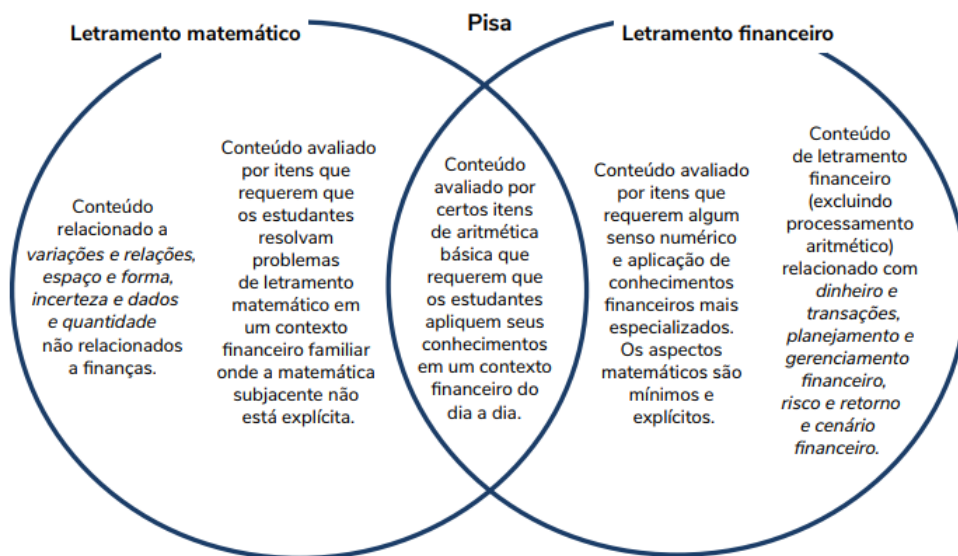 Pisa
Letramento matemático
Letramento financeiro
Conteúdo
relacionado a
variações e relações,
espaço e forma,
incerteza e dados
e quantidade
não relacionados
a finanças.
Conteúdo avaliado
por itens que
requerem que
os estudantes
resolvam
problemas
de letramento
matemático em
um contexto
financeiro familiar
onde a matemática
subjacente não
está explícita.
Conteúdo
avaliado por
certos itens
de aritmética
básica que
requerem que
os estudantes
apliquem seus
conhecimentos
em um contexto
financeiro do
dia a dia.
Conteúdo avaliado
por itens que
requerem algum
senso numérico
e aplicação de
conhecimentos
financeiros mais
especializados.
Os aspectos
matemáticos são
mínimos e
explícitos.
Conteúdo
de letramento
financeiro
(excluindo
processamento
aritmético)
relacionado com
dinheiro e
transações,
planejamento e
gerenciamento
financeiro,
risco e retorno
e cenário
financeiro.